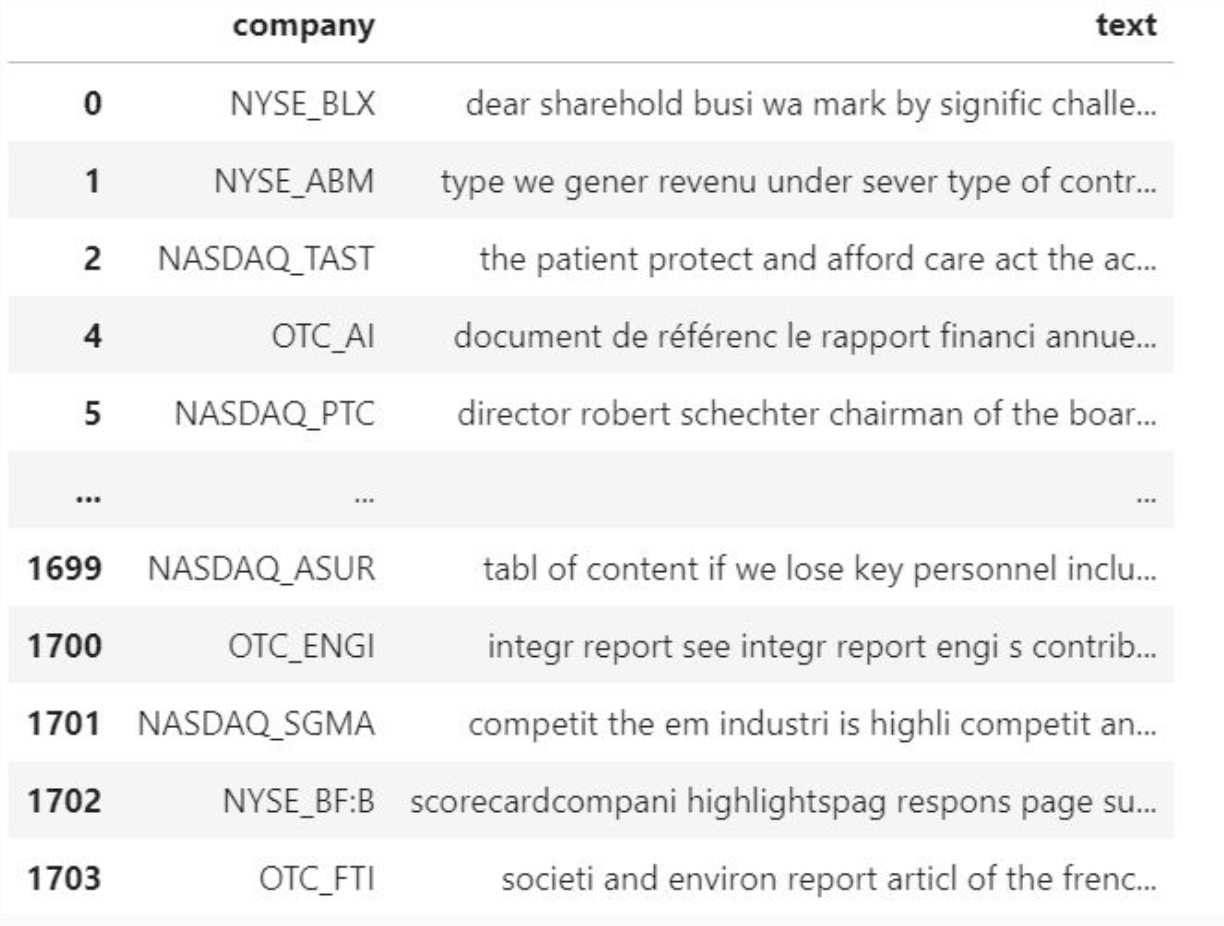 company text
0 NYSE_BLX dear sharehold busi wa mark by signific challe...
1 NYSE_ABM type we gener revenu under sever type of contr...
2 NASDAQ_TAST the patient protect and afford care act the ac...
4 OTC_AI document de référenc le rapport financi annue...
5 NASDAQ_PTC director robert schechter chairman of the boar...
... ... ...
1699 NASDAQ_ASUR tabl of content if we lose key personnel inclu...
1700 OTC_ENGI integr report see integr report engi s contrib...
1701 NASDAQ_SGMA competit the em industri is highli competit an...
1702 NYSE_BF:B scorecardcompani highlightspag respons page su...
1703 OTC_FTI societi and environ report articl of the frenc...